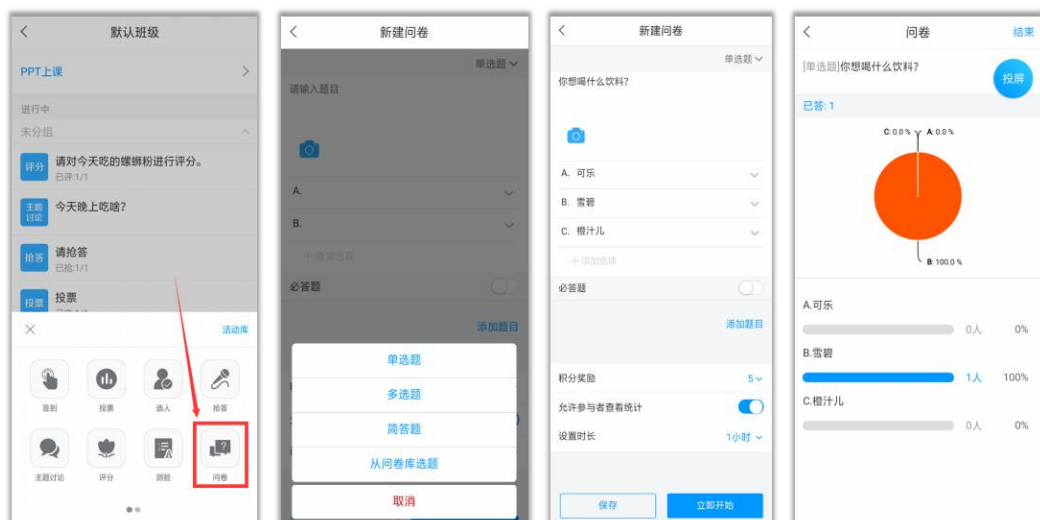 默认班级
PPT上课
进行中
未分组
评分
请对今天吃的螺蛳粉进行评分。
已评:1/1
主题
讨论
今天晚上吃啥?
抢答
请抢答
已抢:1/1
投票
投票
活动库
签到
投票
选人
抢答
主题讨论
评分
测验
问卷
新建问卷
单选题
请输入题目
A.
B.
+添加选项
必答题
添加题目
单选题
多选题
简答题
从问卷库选题
取消
新建问卷
单选题
你想喝什么饮料?
A. 可乐
B. 雪碧
C. 橙汁儿
+添加选项
必答题
添加题目
积分奖励
5
允许参与者查看统计
设置时长
1小时
保存
立即开始
问卷
结束
[单选题]你想喝什么饮料?
投屏
已答:1
C: 0.0 % A: 0.0 %
B: 100.0 %
A.可乐
0人 0%
B.雪碧
1人 100%
C.橙汁儿
0人 0%